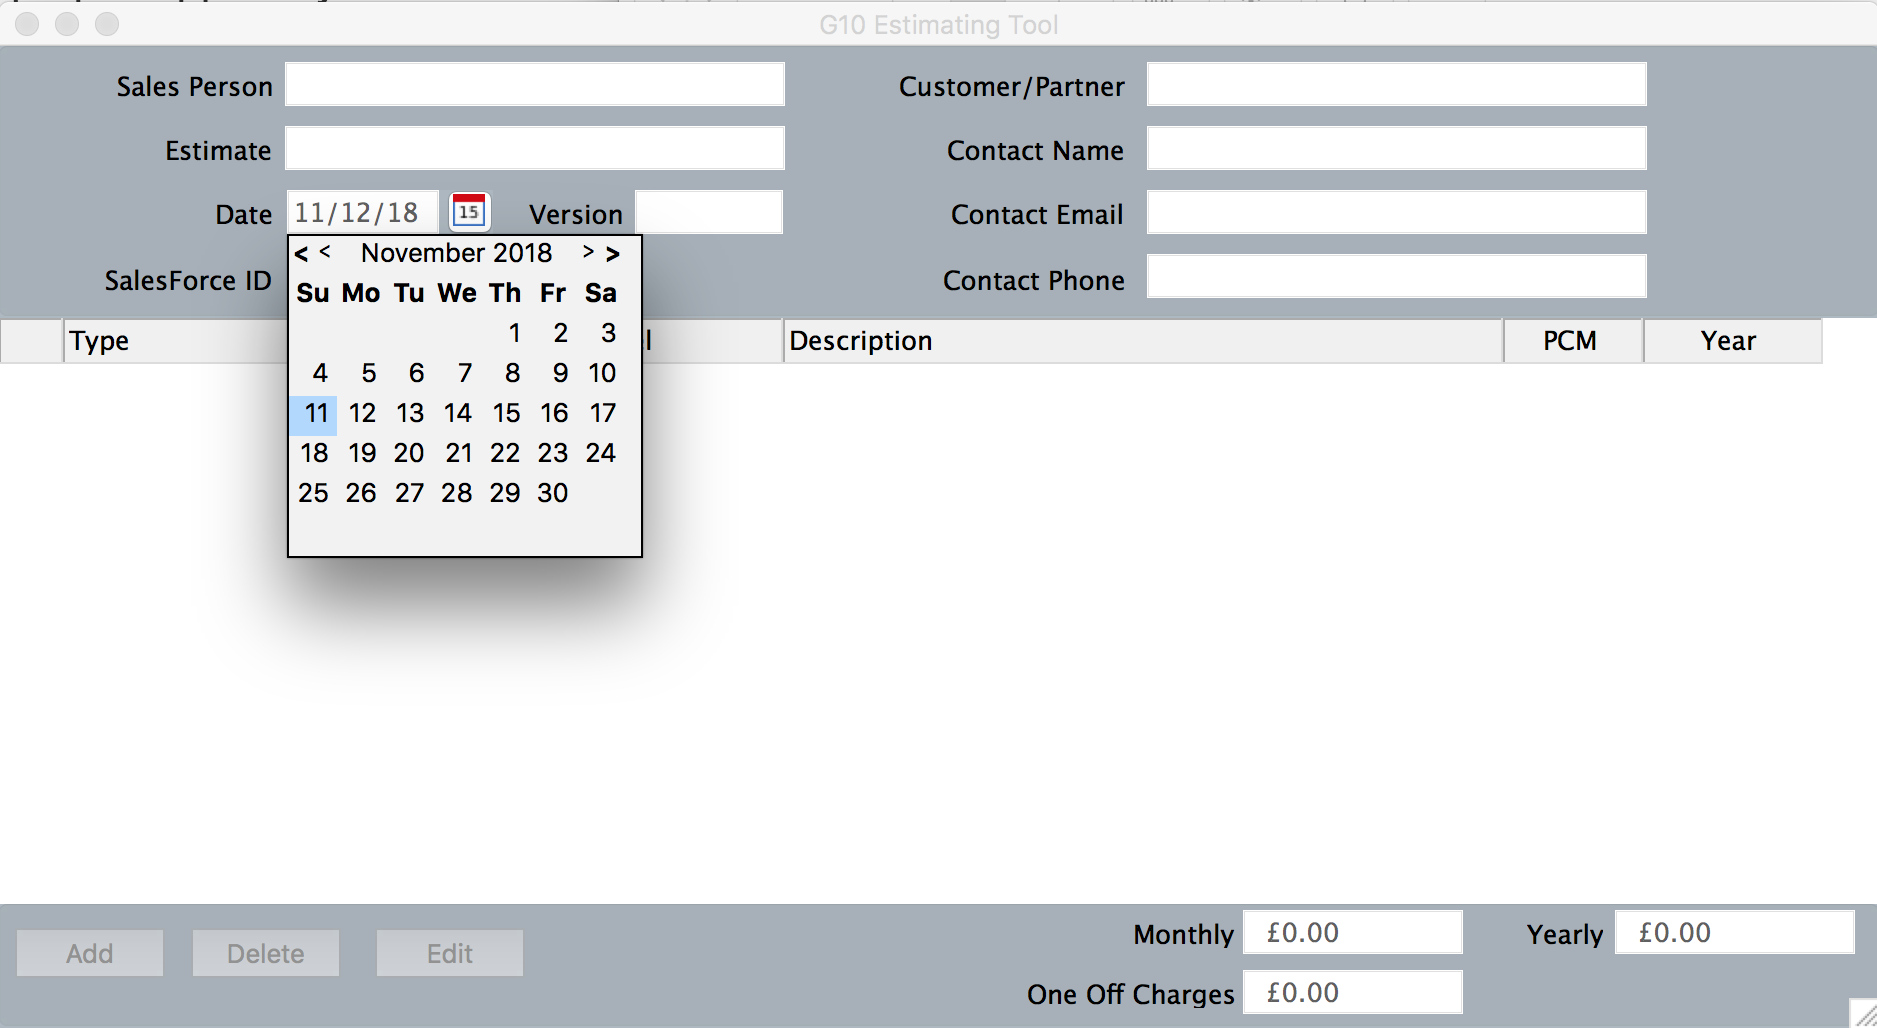 G10 Estimating Tool
Sales Person
Customer/Partner
Estimate
Contact Name
Date 11/12/18 15 Version
Contact Email
SalesForce ID
Contact Phone
< < November 2018 > >
Su Mo Tu We Th Fr Sa
1 2 3
4 5 6 7 8 9 10
11 12 13 14 15 16 17
18 19 20 21 22 23 24
25 26 27 28 29 30
Type Description PCM Year
Add Delete Edit
Monthly £0.00 Yearly £0.00
One Off Charges £0.00